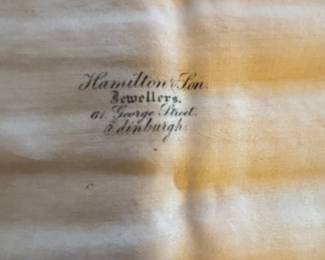 Hamilton & Son.
Jewellers.
61. George Street.
Edinburgh.